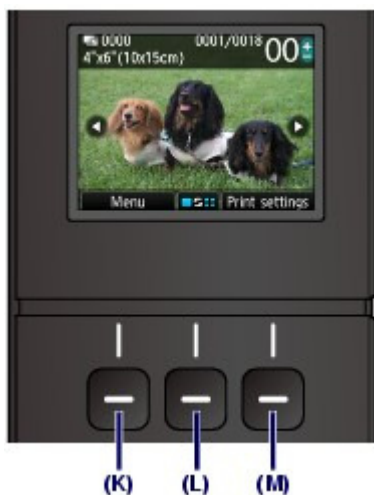 0000 0001/0018 00
4"x6"(10x15cm)
Menu S Print settings
(K) (L) (M)